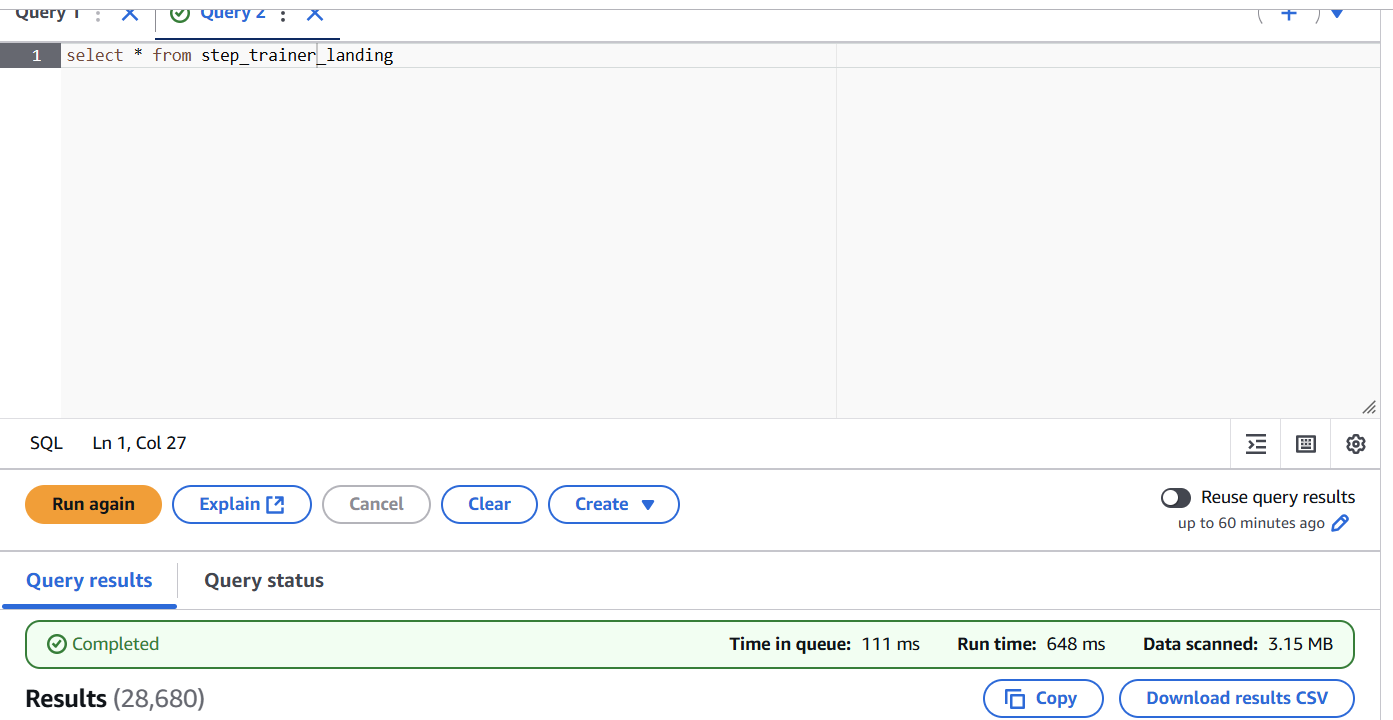 Query 1
Query 2
1 select * from step_trainer_landing
SQL Ln 1, Col 27
Run again Explain Cancel Clear Create
Reuse query results
up to 60 minutes ago
Query results Query status
Completed Time in queue: 111 ms Run time: 648 ms Data scanned: 3.15 MB
Results (28,680) Copy Download results CSV